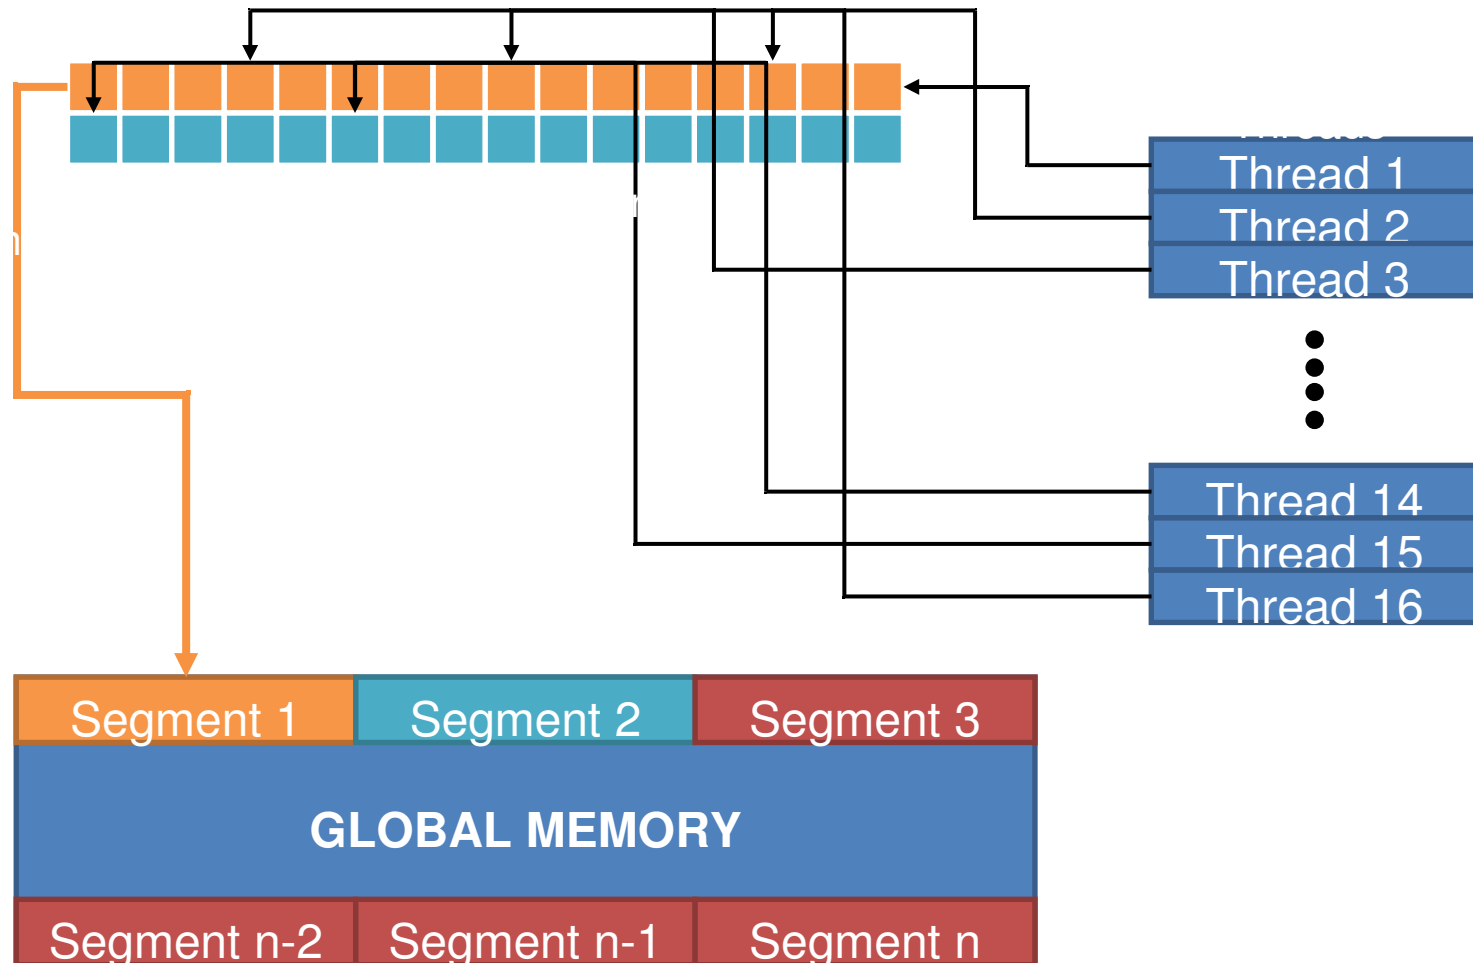 Threads
Thread 1
Thread 2
Thread 3
Thread 14
Thread 15
Thread 16
Segment 1
Segment 2
Segment 3
GLOBAL MEMORY
Segment n-2
Segment n-1
Segment n